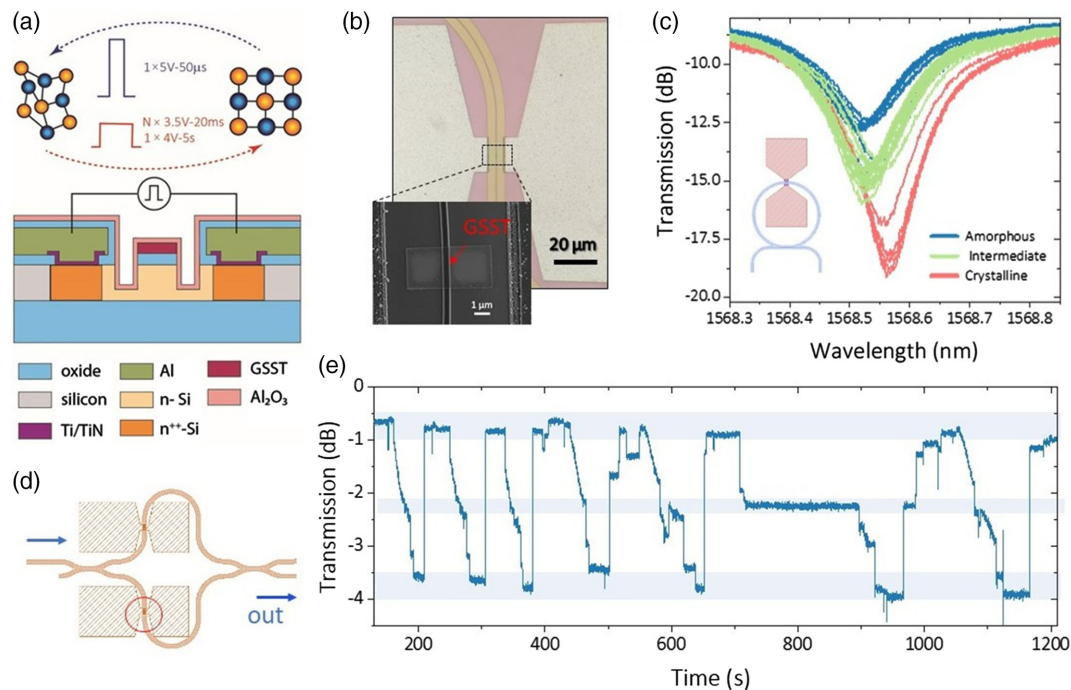 (a)
1×5V-50μs
N × 3.5V-20ms
1 × 4V-5s
oxide
Al
GSST
silicon
n- Si
Al₂O₃
Ti/TiN
n⁺⁺-Si
(b)
GSST
20 μm
1 μm
(c)
Transmission (dB)
-10.0
-12.5
-15.0
-17.5
-19.0
Amorphous
Intermediate
Crystalline
1568.3
1568.4
1568.5
1568.6
1568.7
1568.8
Wavelength (nm)
(d)
out
(e)
Transmission (dB)
0
-1
-2
-3
-4
200
400
600
800
1000
1200
Time (s)